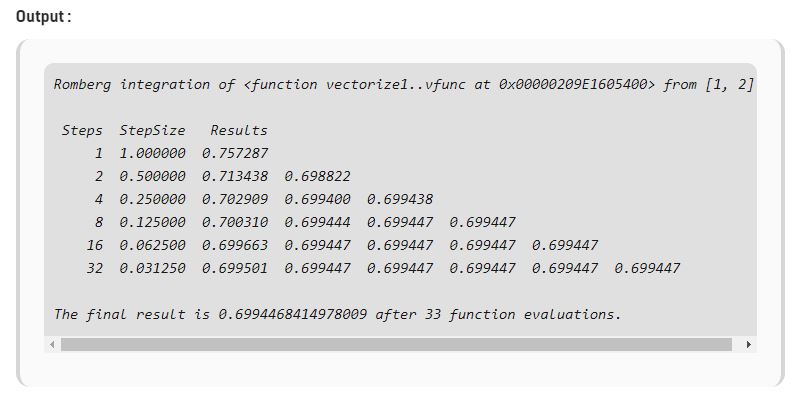 Output :
Romberg integration of <function vectorize1..vfunc at 0x00000209E1605400> from [1, 2]
Steps StepSize Results
1 1.000000 0.757287
2 0.500000 0.713438 0.698822
4 0.250000 0.702909 0.699400 0.699438
8 0.125000 0.700310 0.699444 0.699447 0.699447
16 0.062500 0.699663 0.699447 0.699447 0.699447 0.699447
32 0.031250 0.699501 0.699447 0.699447 0.699447 0.699447 0.699447
The final result is 0.6994468414978009 after 33 function evaluations.